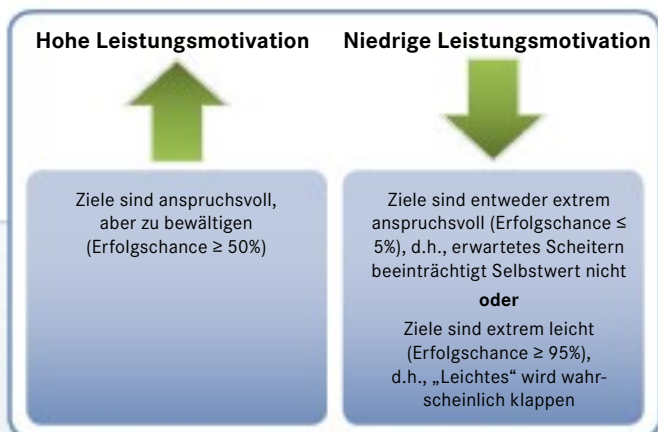 Hohe Leistungsmotivation
Ziele sind anspruchsvoll,
aber zu bewältigen
(Erfolgschance ≥ 50%)
Niedrige Leistungsmotivation
Ziele sind entweder extrem
anspruchsvoll (Erfolgschance ≤
5%), d.h., erwartetes Scheitern
beeinträchtigt Selbstwert nicht
oder
Ziele sind extrem leicht
(Erfolgschance ≥ 95%),
d.h., „Leichtes“ wird wahr-
scheinlich klappen